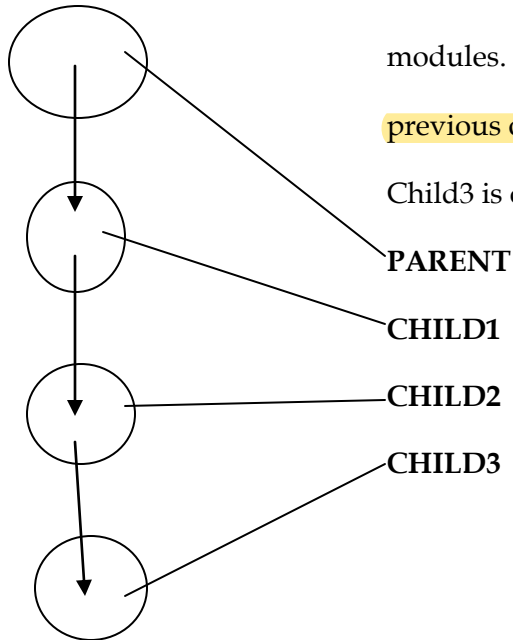 modules.
previous
Child3 is
PARENT
CHILD1
CHILD2
CHILD3